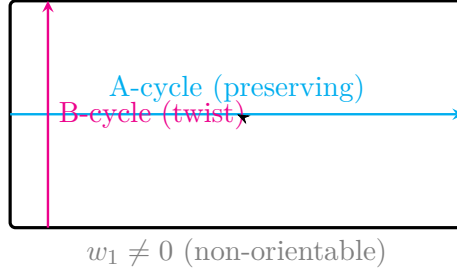 A-cycle (preserving)
B-cycle (twist)
w₁ ≠ 0 (non-orientable)